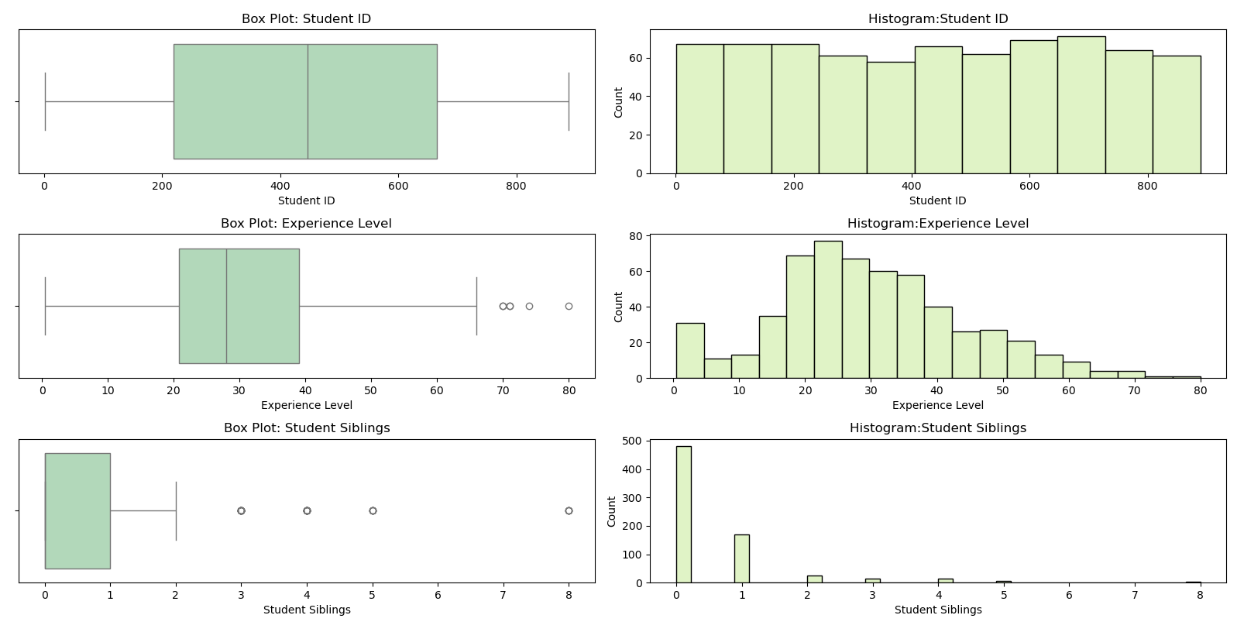 Box Plot: Student ID
0 200 400 600 800
Student ID
Histogram:Student ID
Count
60
40
20
0
0 200 400 600 800
Student ID
Box Plot: Experience Level
0 10 20 30 40 50 60 70 80
Experience Level
Histogram:Experience Level
Count
80
60
40
20
0
0 10 20 30 40 50 60 70 80
Experience Level
Box Plot: Student Siblings
0 1 2 3 4 5 6 7 8
Student Siblings
Histogram:Student Siblings
Count
500
400
300
200
100
0
0 1 2 3 4 5 6 7 8
Student Siblings